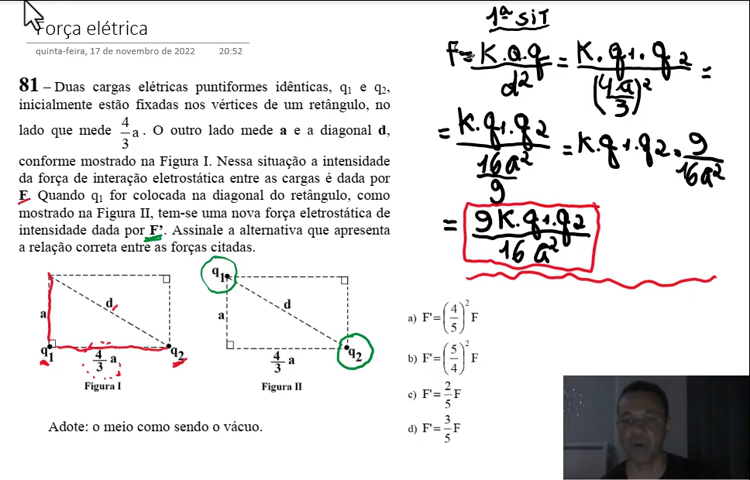 Força elétrica
quinta-feira, 17 de novembro de 2022 20:52
81 – Duas cargas elétricas puntiformes idênticas, q₁ e q₂,
inicialmente estão fixadas nos vértices de um retângulo, no
lado que mede 4/3 a. O outro lado mede a e a diagonal d,
conforme mostrado na Figura I. Nessa situação a intensidade
da força de interação eletrostática entre as cargas é dada por
F. Quando q₁ for colocada na diagonal do retângulo, como
mostrado na Figura II, tem-se uma nova força eletrostática de
intensidade dada por F'. Assinale a alternativa que apresenta
a relação correta entre as forças citadas.
d
a
q₁
4/3 a
q₂
Figura I
q₁
d
a
4/3 a
q₂
Figura II
Adote: o meio como sendo o vácuo.
1ª SIT
F = K.Q.q/d² = K.q1.q2/(4a/3)² =
= K.q1.q2/(16a²/9) = K.q1.q2.9/16a²
= 9K.q1.q2/16a²
a) F'=(4/5)² F
b) F'=(5/4)² F
c) F'=2/5 F
d) F'=3/5 F